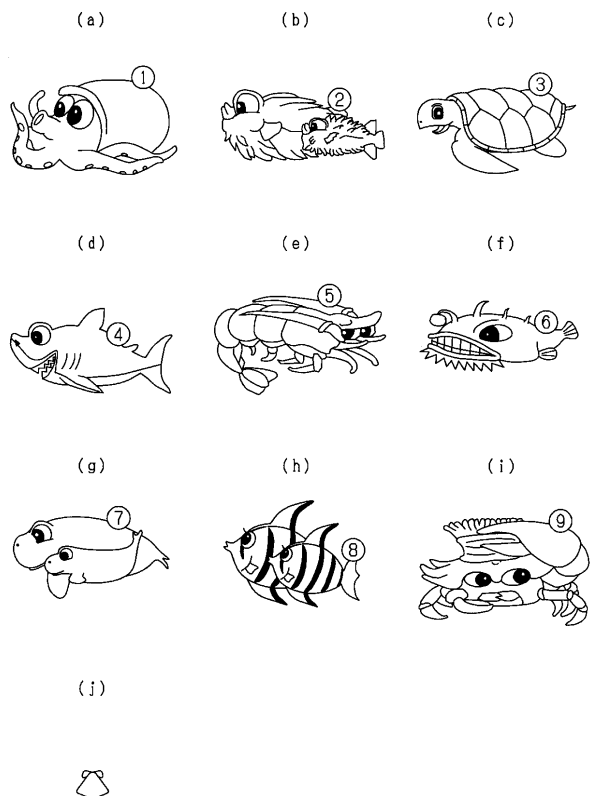 (a) (b) (c)
① ② ③
(d) (e) (f)
④ ⑤ ⑥
(g) (h) (i)
⑦ ⑧ ⑨
(j)